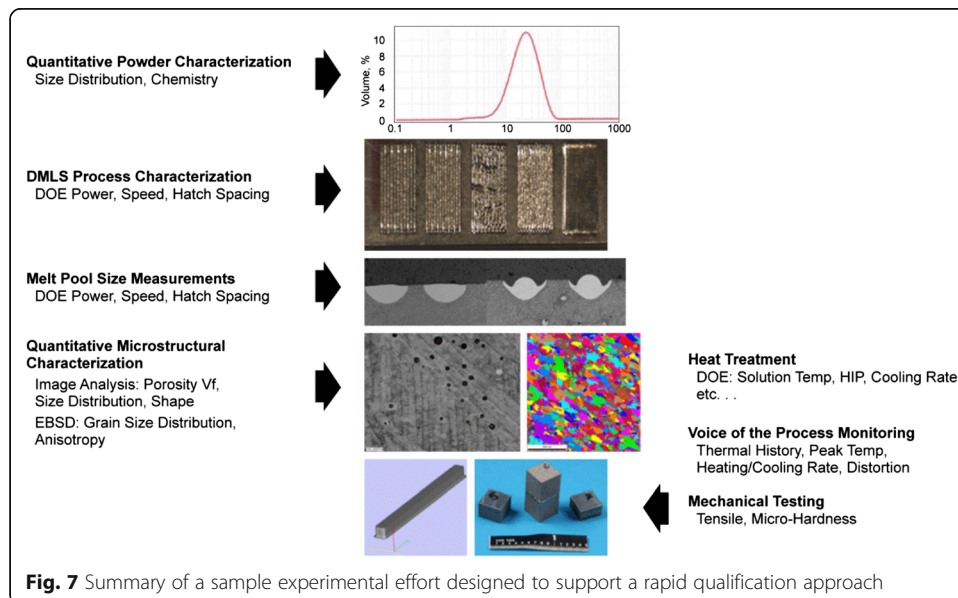 Quantitative Powder Characterization
Size Distribution, Chemistry
Volume, %
10
8
6
4
2
0
0.1 1 10 100 1000
DMLS Process Characterization
DOE Power, Speed, Hatch Spacing
Melt Pool Size Measurements
DOE Power, Speed, Hatch Spacing
Quantitative Microstructural
Characterization
Image Analysis: Porosity Vf,
Size Distribution, Shape
EBSD: Grain Size Distribution,
Anisotropy
Heat Treatment
DOE: Solution Temp, HIP, Cooling Rate
etc. . .
Voice of the Process Monitoring
Thermal History, Peak Temp,
Heating/Cooling Rate, Distortion
Mechanical Testing
Tensile, Micro-Hardness
Fig. 7 Summary of a sample experimental effort designed to support a rapid qualification approach